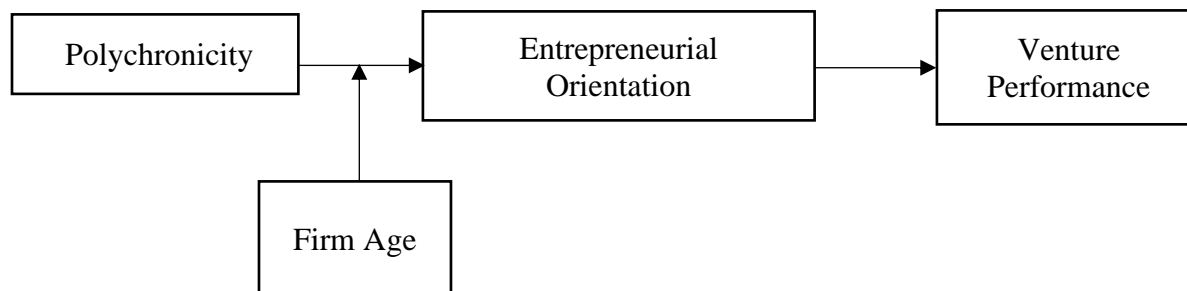 Polychronicity
Entrepreneurial
Orientation
Venture
Performance
Firm Age